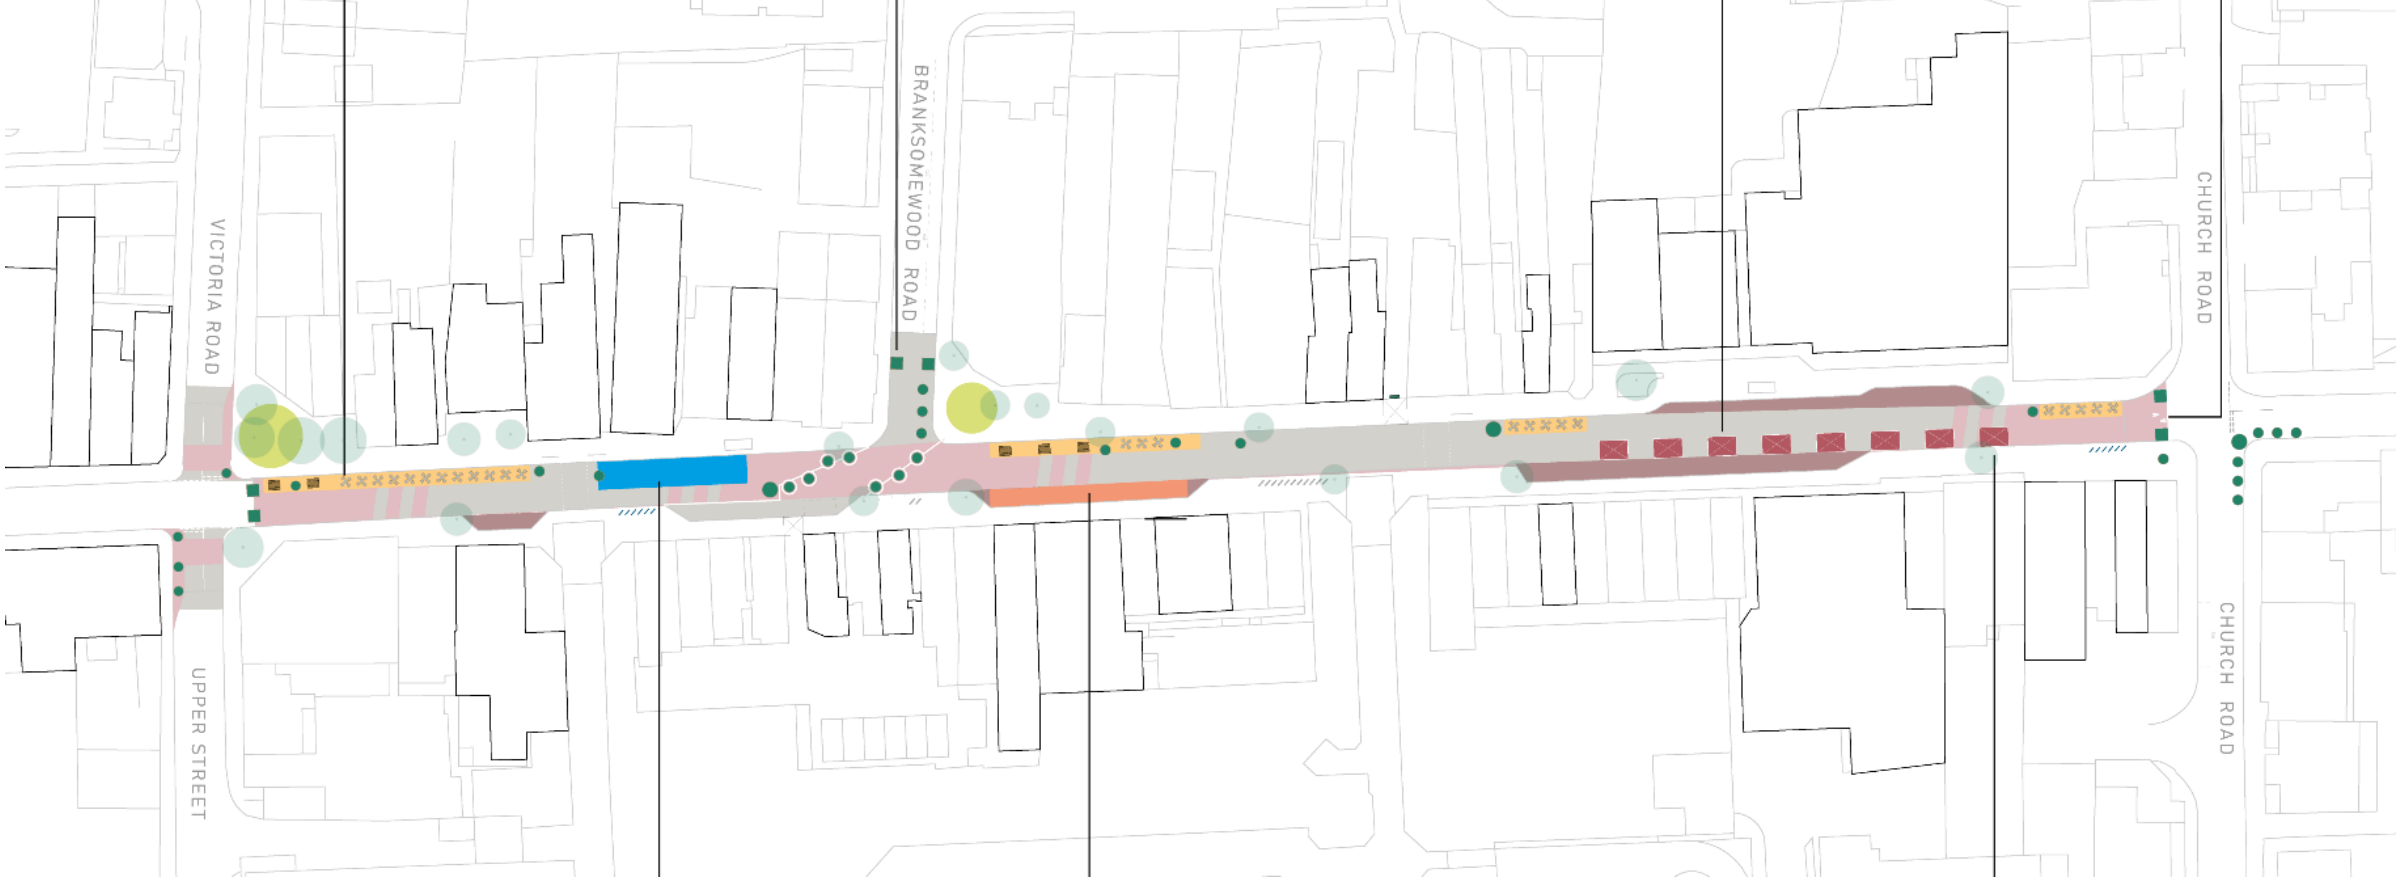 VICTORIA ROAD
BRANKSOMEWOOD ROAD
CHURCH ROAD
UPPER STREET
CHURCH ROAD